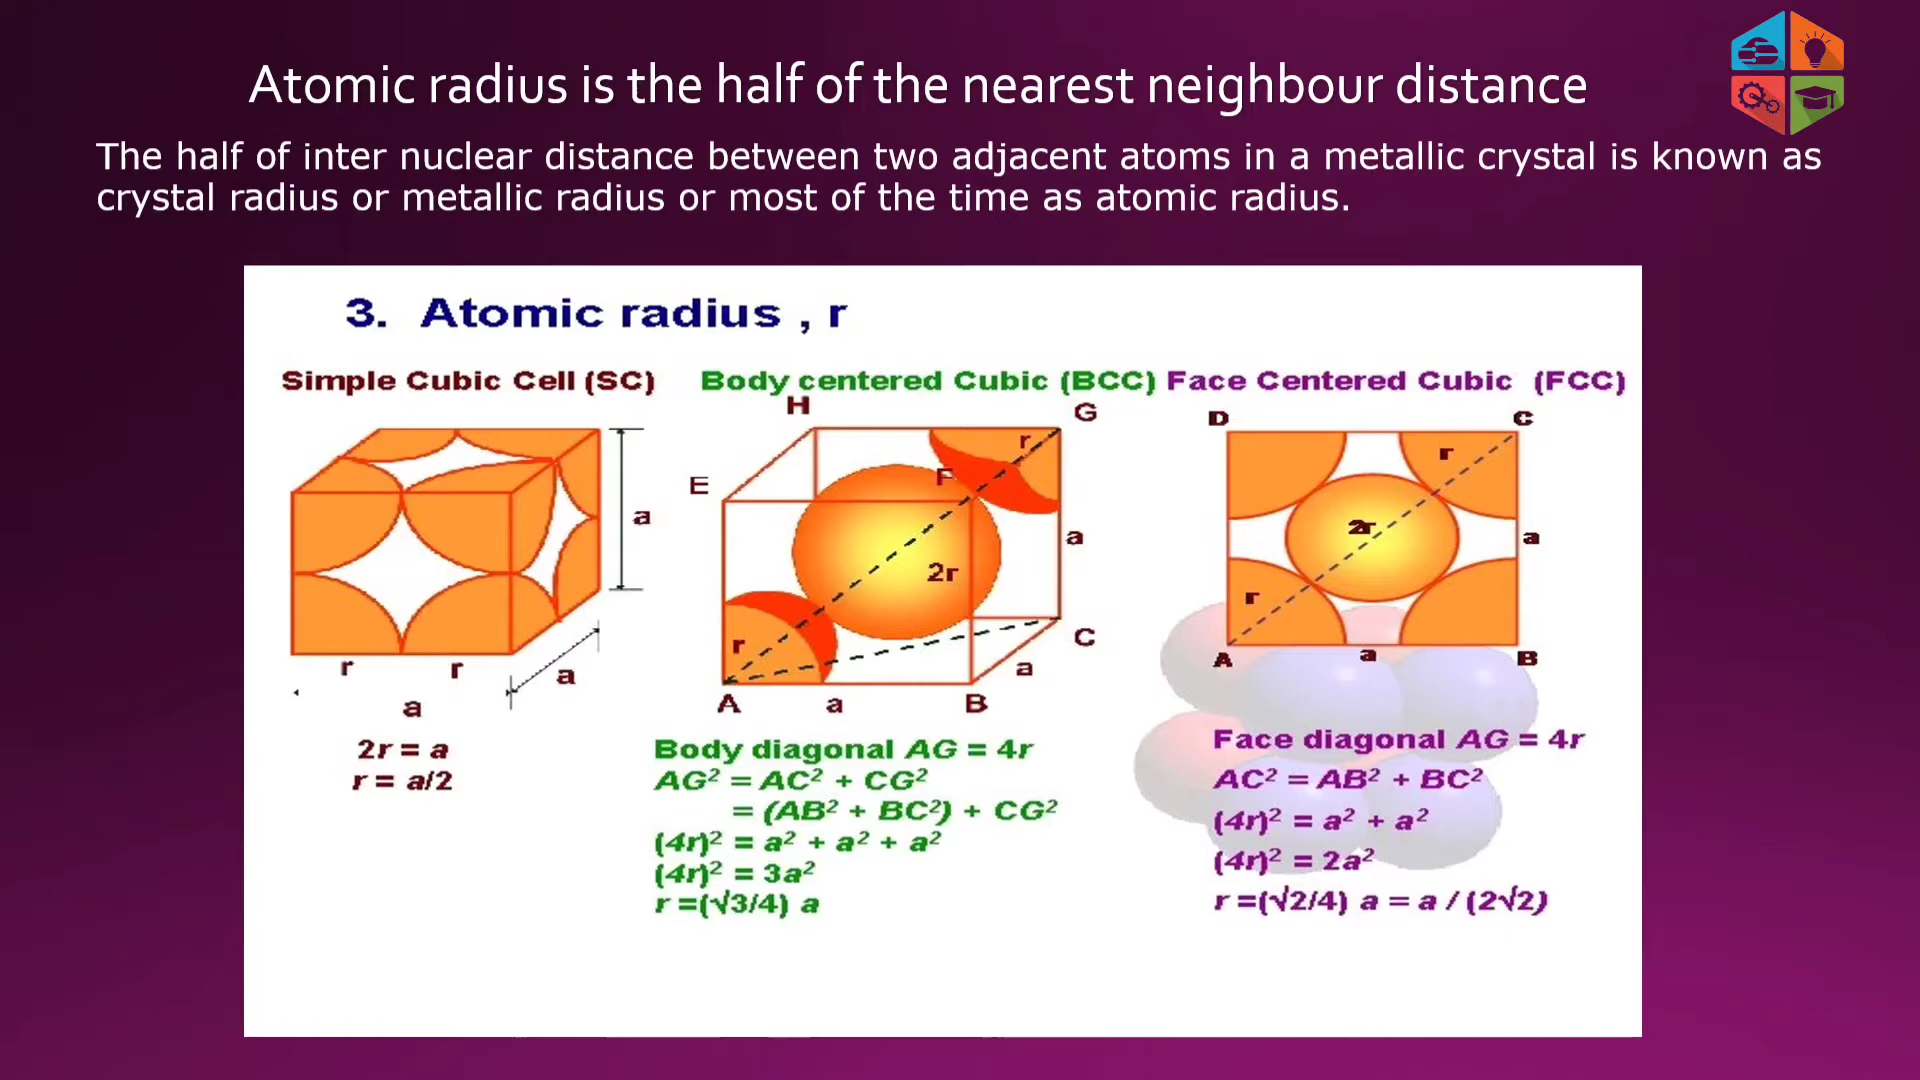 Atomic radius is the half of the nearest neighbour distance
The half of inter nuclear distance between two adjacent atoms in a metallic crystal is known as
crystal radius or metallic radius or most of the time as atomic radius.
3. Atomic radius , r
Simple Cubic Cell (SC)
a
r r
a
a
2r = a
r = a/2
Body centered Cubic (BCC)
H
G
r
E
F
a
2r
r
C
a
A
a
B
Body diagonal AG = 4r
AG² = AC² + CG²
= (AB² + BC²) + CG²
(4r)² = a² + a² + a²
(4r)² = 3a²
r =(√3/4) a
Face Centered Cubic (FCC)
D
C
r
2r
a
r
A
a
B
Face diagonal AG = 4r
AC² = AB² + BC²
(4r)² = a² + a²
(4r)² = 2a²
r =(√2/4) a = a / (2√2)